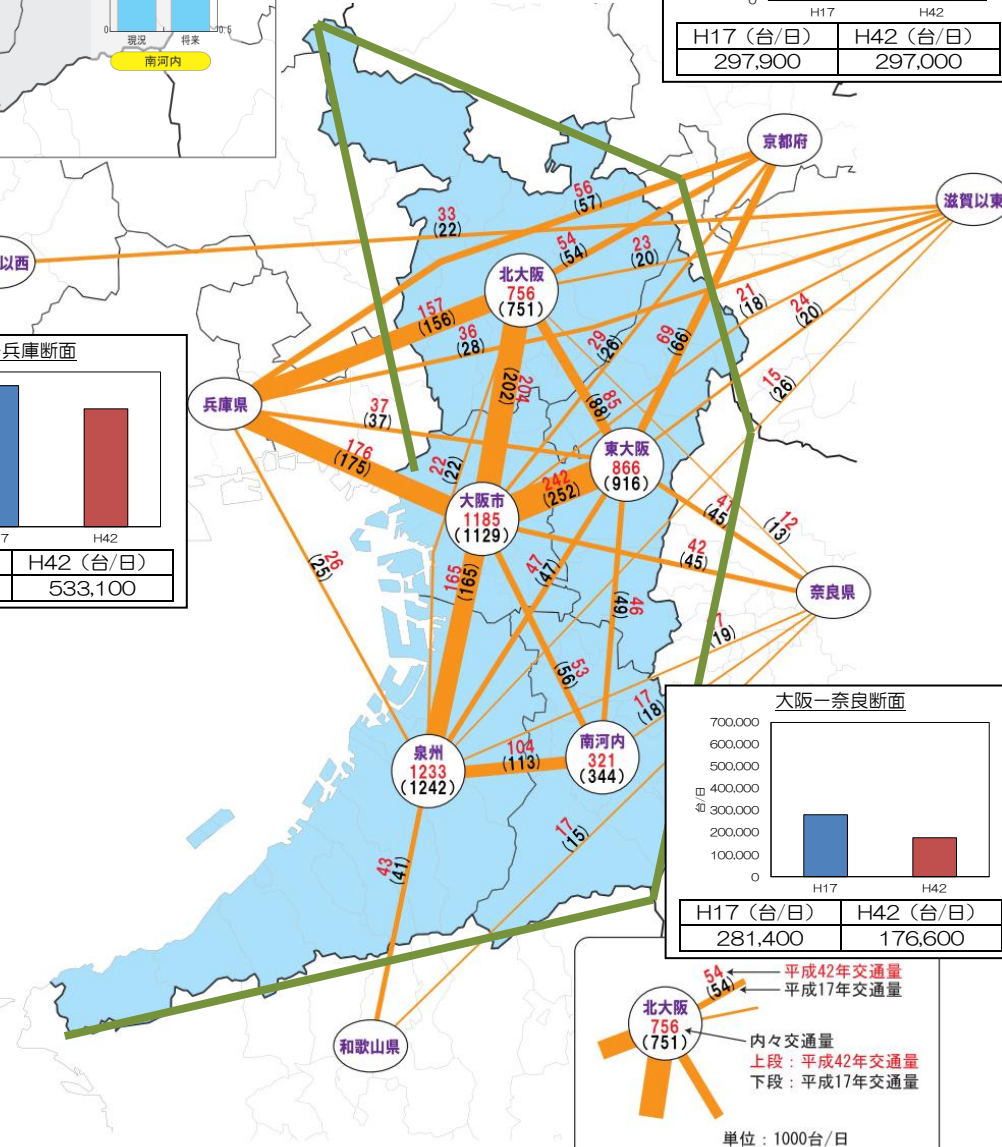 0
0.5
現況
将来
南河内
0
H17
H42
H17（台/日）
H42（台/日）
297,900
297,000
京都府
滋賀以東
以西
33
(22)
56
(57)
54
(54)
23
(20)
北大阪
756
(751)
157
(156)
36
(28)
21
(18)
24
(20)
29
(26)
69
(66)
15
(26)
兵庫断面
H42
H42（台/日）
533,100
兵庫県
37
(37)
204
(202)
85
(88)
176
(175)
22
(22)
東大阪
866
(916)
242
(252)
大阪市
1185
(1129)
41
(45)
12
(13)
42
(45)
奈良県
26
(25)
165
(165)
47
(47)
46
(49)
7
(19)
53
(56)
17
(18)
泉州
1233
(1242)
104
(113)
南河内
321
(344)
17
(15)
43
(41)
和歌山県
大阪－奈良断面
700,000
600,000
500,000
400,000
300,000
200,000
100,000
0
台/日
H17
H42
H17（台/日）
H42（台/日）
281,400
176,600
54
(54)
平成42年交通量
平成17年交通量
北大阪
756
(751)
内々交通量
上段：平成42年交通量
下段：平成17年交通量
単位：1000台/日